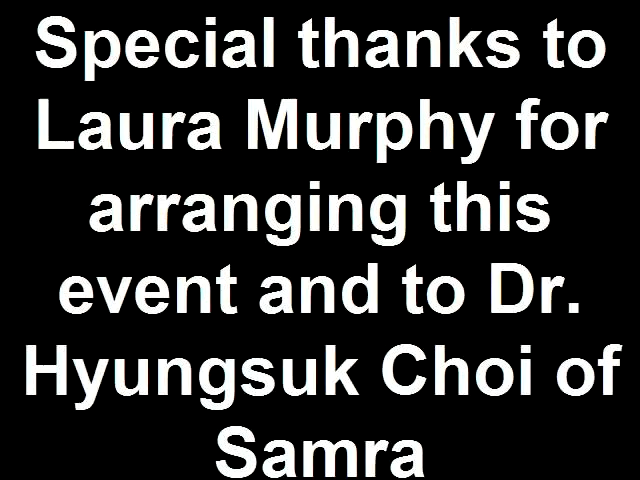 Special thanks to
Laura Murphy for
arranging this
event and to Dr.
Hyungsuk Choi of
Samra